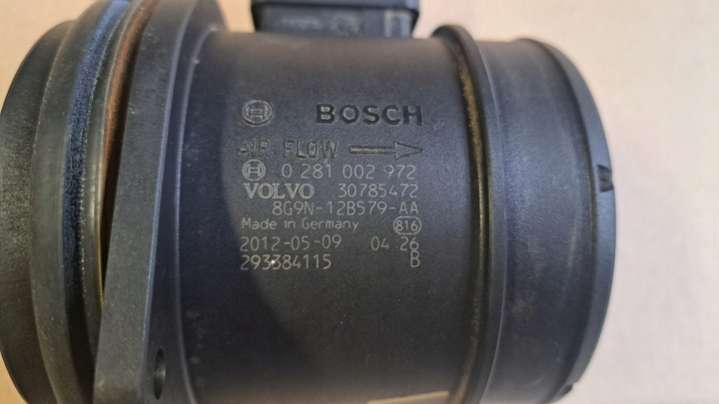 BOSCH
AIR FLOW
0 281 002 972
VOLVO 30785472
8G9N-12B579-AA
Made in Germany 816
2012-05-09 04 26
293384115 B